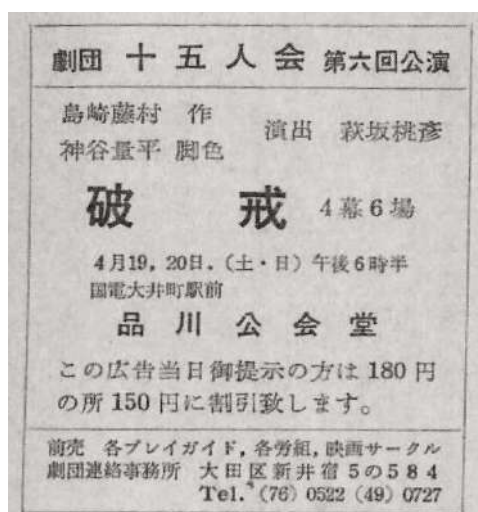 劇団 十五人会 第六回公演
島崎藤村 作
神谷量平 脚色
演出 萩坂桃彦
破戒 4幕6場
4月19,20日.(土・日)午後6時半
国電大井町駅前
品川公会堂
この広告当日御提示の方は180円
の所150円に割引致します。
前売 各プレイガイド,各労組,映画サークル
劇団連絡事務所 大田区新井宿5の584
Tel. (76) 0522 (49) 0727